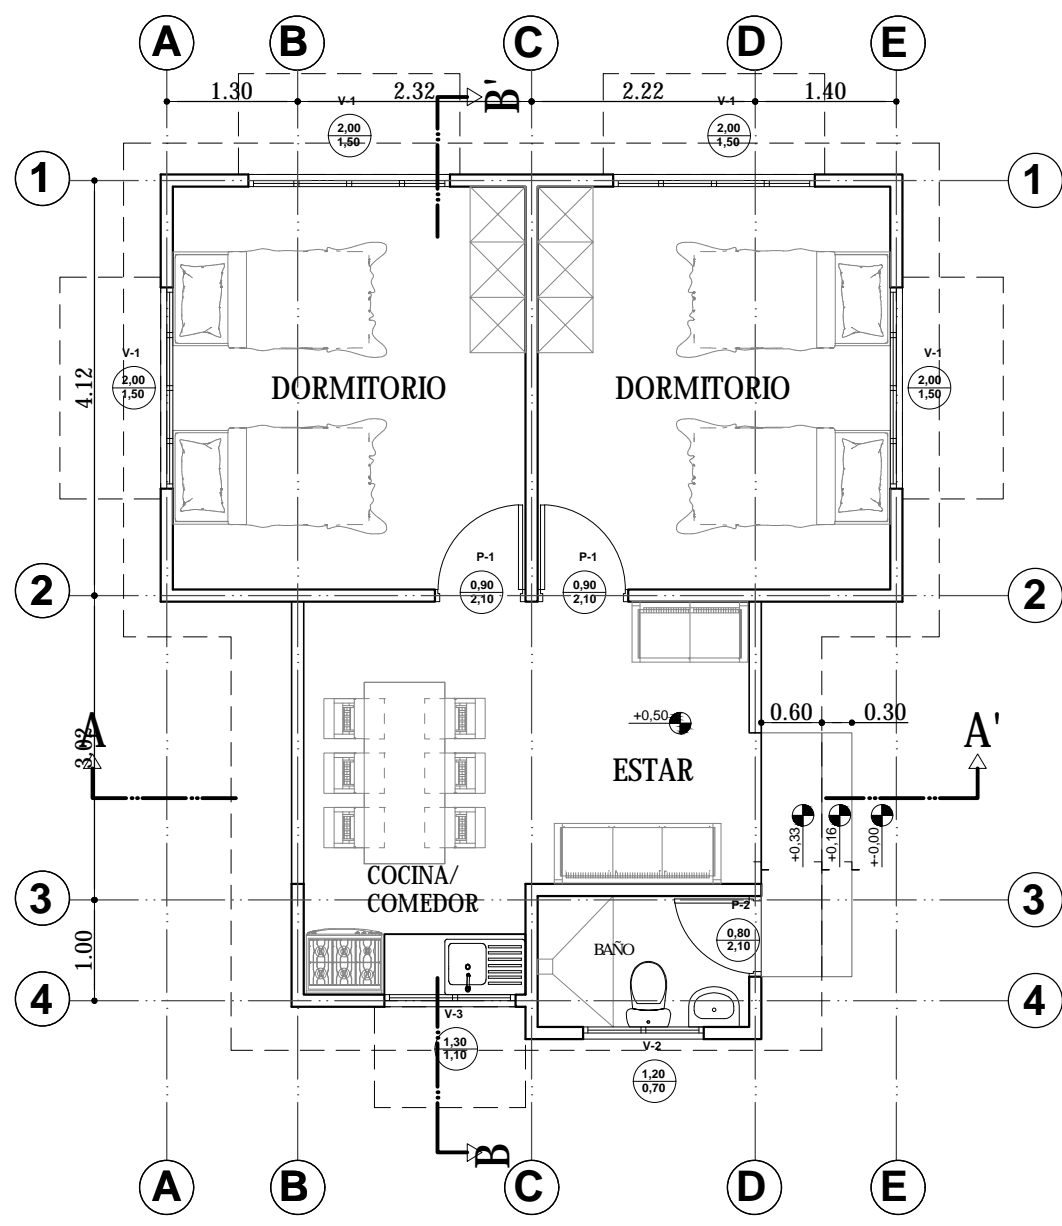 A B C D E
1.30 2.32 2.22 1.40
B'
V-1
2,00
1,50
V-1
2,00
1,50
1 1
4.12
V-1
2,00
1,50
DORMITORIO DORMITORIO
V-1
2,00
1,50
P-1
0,90
2,10
P-1
0,90
2,10
2 2
A
3,02
+0,50
0.60 0.30
A'
ESTAR
+0,33
+0,16
+-0,00
COCINA/
COMEDOR
3 3
P-2
0,80
2,10
1.00
BAÑO
4 4
V-3
1,30
1,10
V-2
1,20
0,70
B
A B C D E